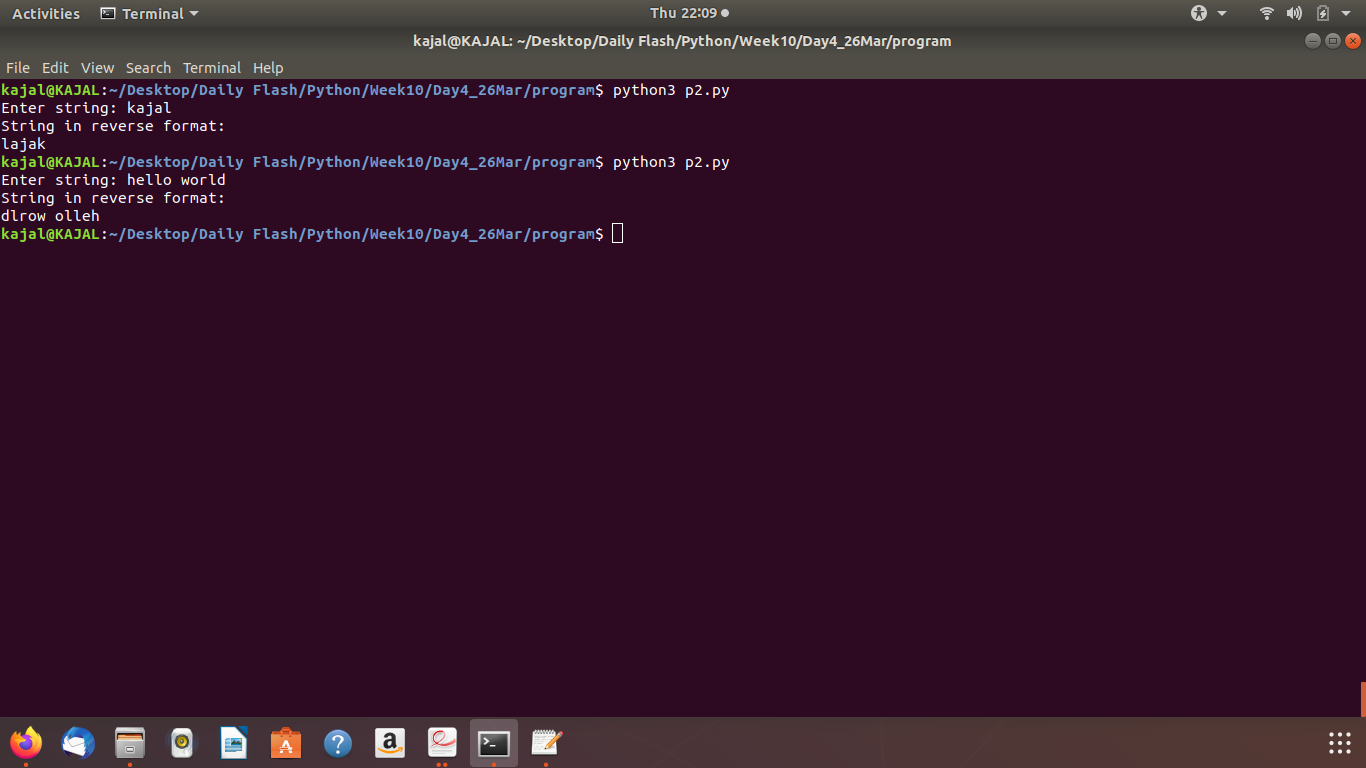 Activities Terminal Thu 22:09
kajal@KAJAL: ~/Desktop/Daily Flash/Python/Week10/Day4_26Mar/program
File Edit View Search Terminal Help
kajal@KAJAL:~/Desktop/Daily Flash/Python/Week10/Day4_26Mar/program$ python3 p2.py
Enter string: kajal
String in reverse format:
lajak
kajal@KAJAL:~/Desktop/Daily Flash/Python/Week10/Day4_26Mar/program$ python3 p2.py
Enter string: hello world
String in reverse format:
dlrow olleh
kajal@KAJAL:~/Desktop/Daily Flash/Python/Week10/Day4_26Mar/program$